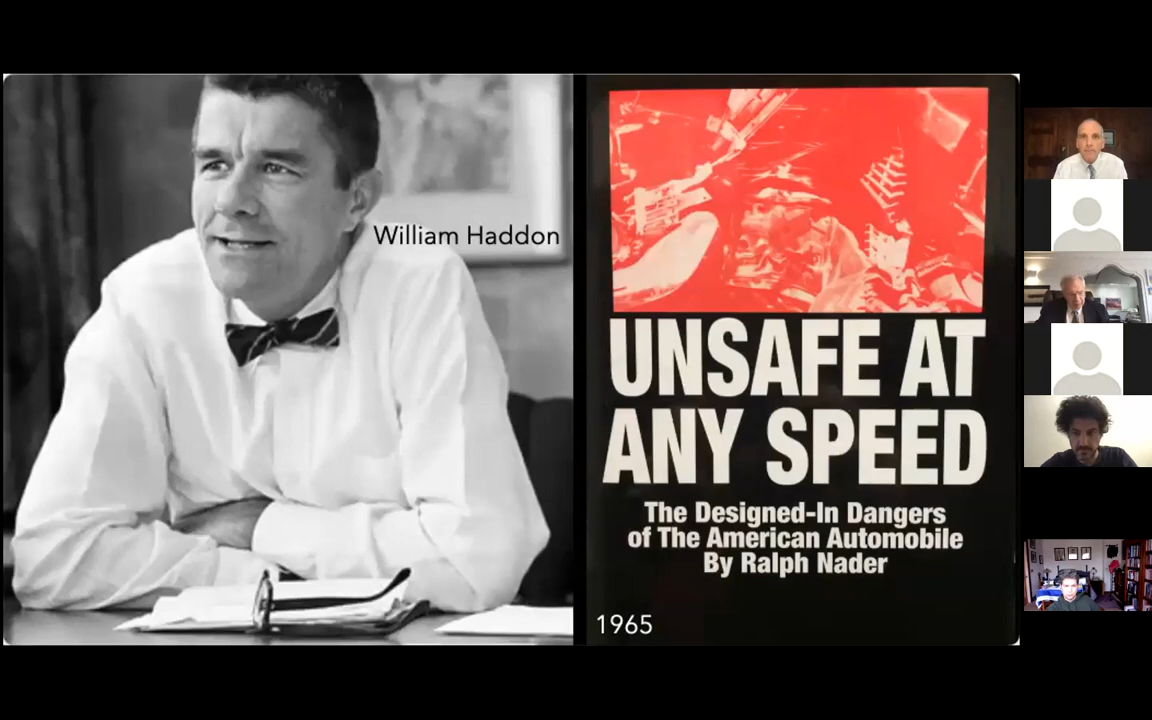 William Haddon
UNSAFE AT
ANY SPEED
The Designed-In Dangers
of The American Automobile
By Ralph Nader
1965